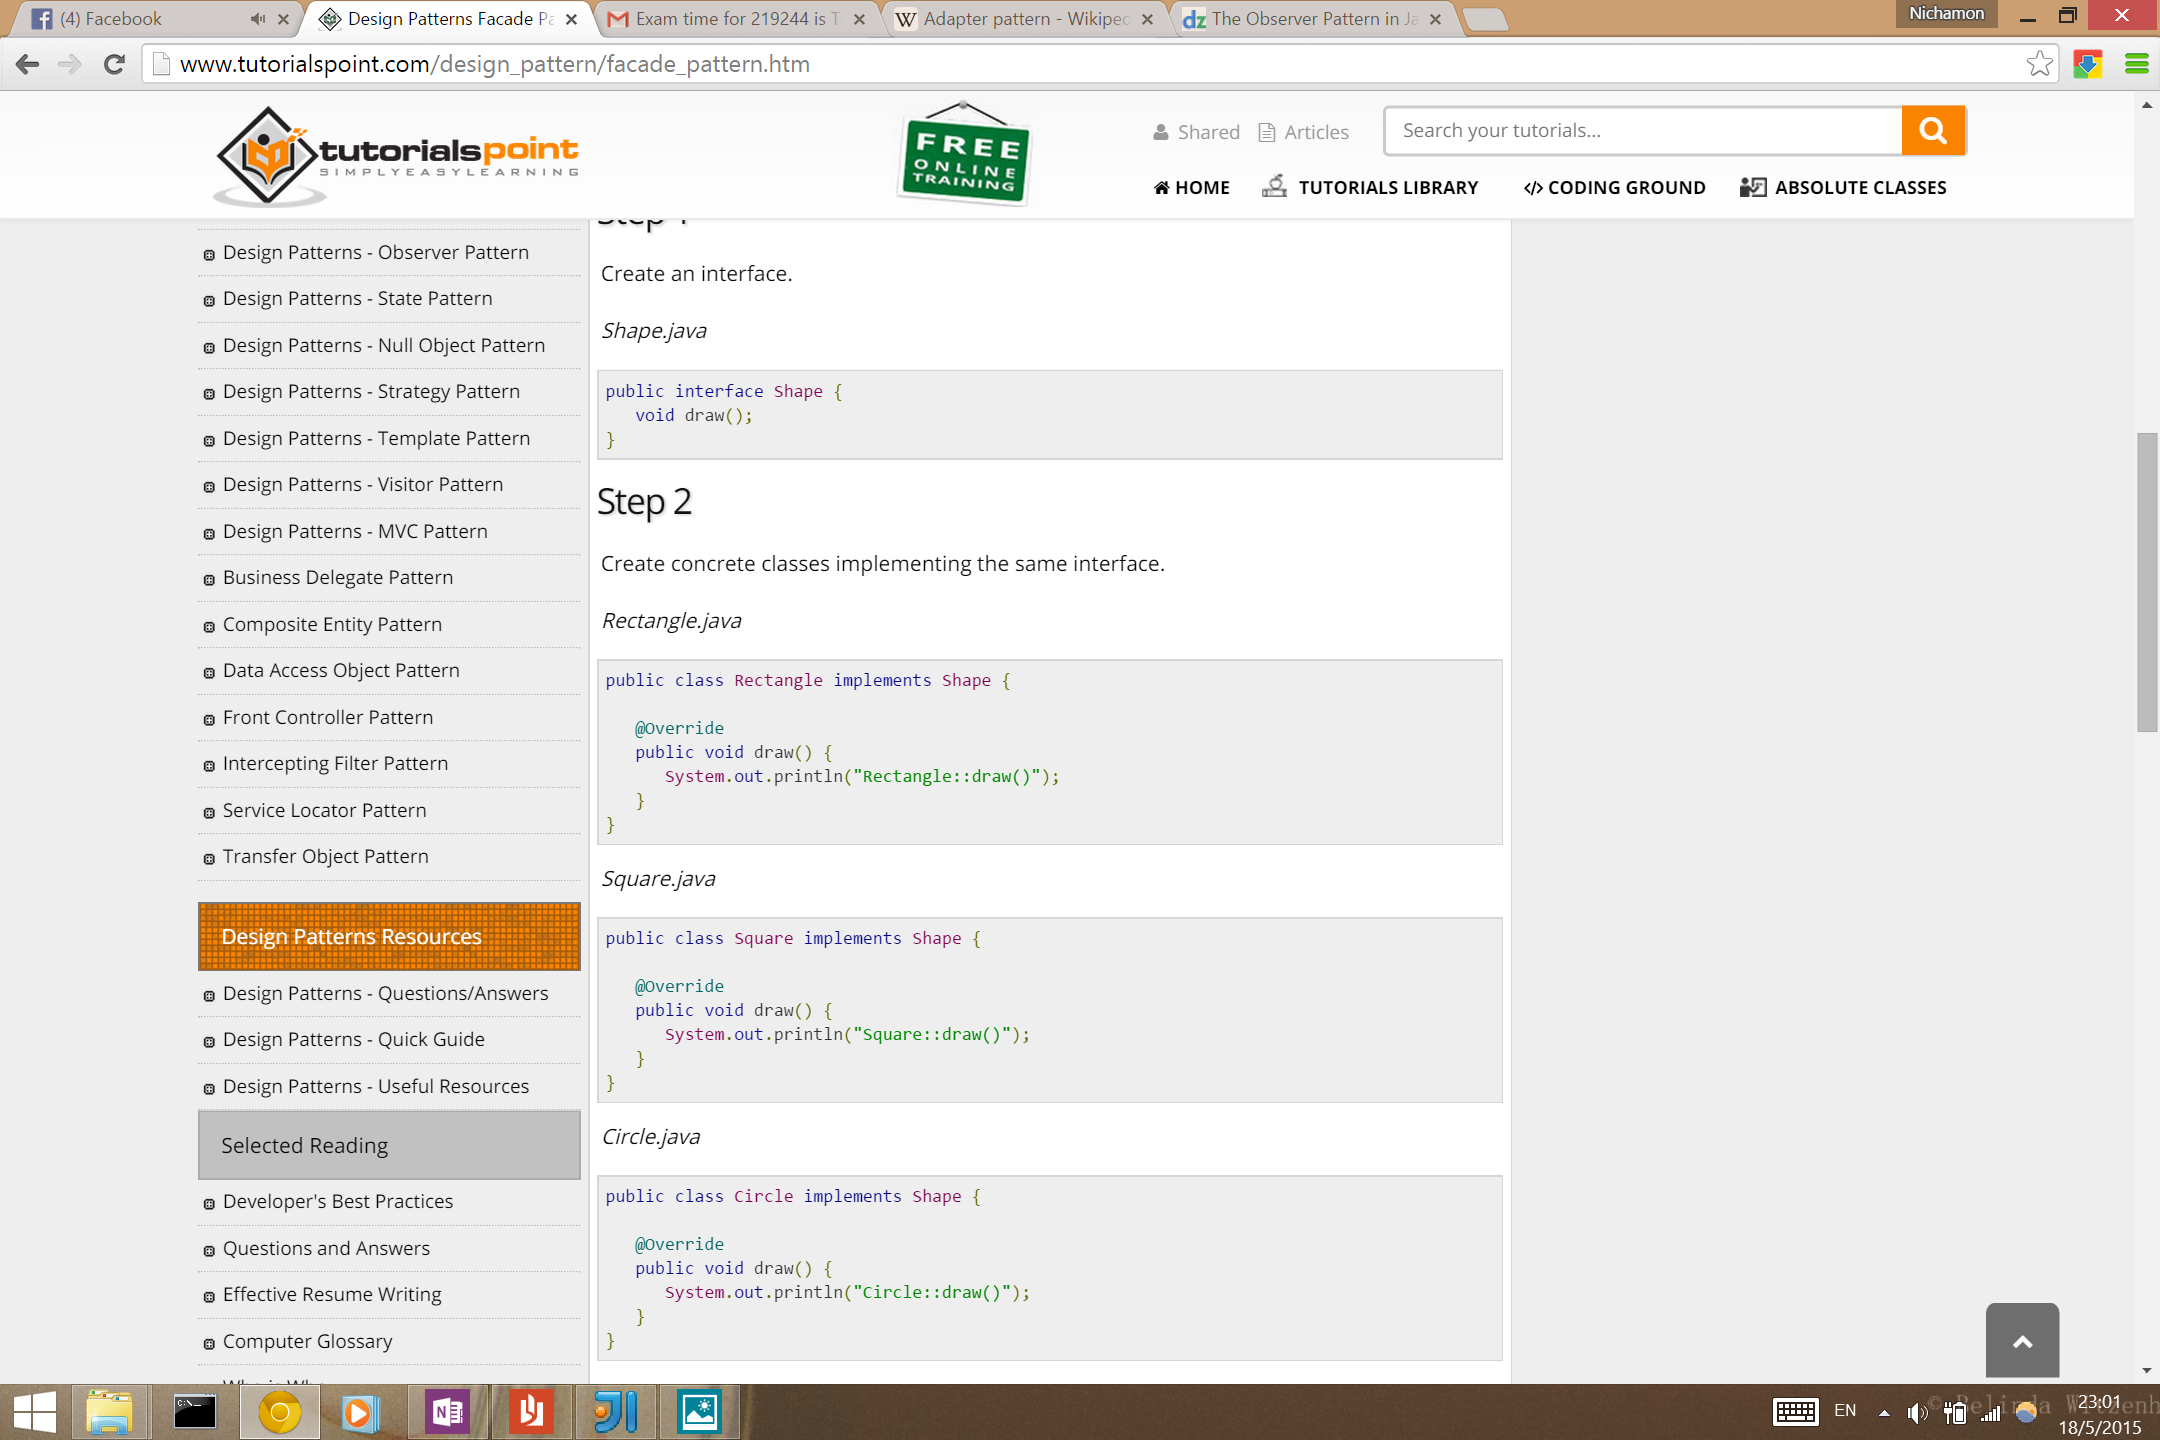 (4) Facebook
Design Patterns Facade Pa
Exam time for 219244 is T
Adapter pattern - Wikiped
The Observer Pattern in Ja
Nichamon
www.tutorialspoint.com/design_pattern/facade_pattern.htm
tutorialspoint
SIMPLYEASYLEARNING
FREE
ONLINE
TRAINING
Shared
Articles
Search your tutorials...
HOME
TUTORIALS LIBRARY
</> CODING GROUND
ABSOLUTE CLASSES
Design Patterns - Observer Pattern
Design Patterns - State Pattern
Design Patterns - Null Object Pattern
Design Patterns - Strategy Pattern
Design Patterns - Template Pattern
Design Patterns - Visitor Pattern
Design Patterns - MVC Pattern
Business Delegate Pattern
Composite Entity Pattern
Data Access Object Pattern
Front Controller Pattern
Intercepting Filter Pattern
Service Locator Pattern
Transfer Object Pattern
Design Patterns Resources
Design Patterns - Questions/Answers
Design Patterns - Quick Guide
Design Patterns - Useful Resources
Selected Reading
Developer's Best Practices
Questions and Answers
Effective Resume Writing
Computer Glossary
Step 1
Create an interface.
Shape.java
public interface Shape {
void draw();
}
Step 2
Create concrete classes implementing the same interface.
Rectangle.java
public class Rectangle implements Shape {
@Override
public void draw() {
System.out.println("Rectangle::draw()");
}
}
Square.java
public class Square implements Shape {
@Override
public void draw() {
System.out.println("Square::draw()");
}
}
Circle.java
public class Circle implements Shape {
@Override
public void draw() {
System.out.println("Circle::draw()");
}
}
EN
23:01
18/5/2015